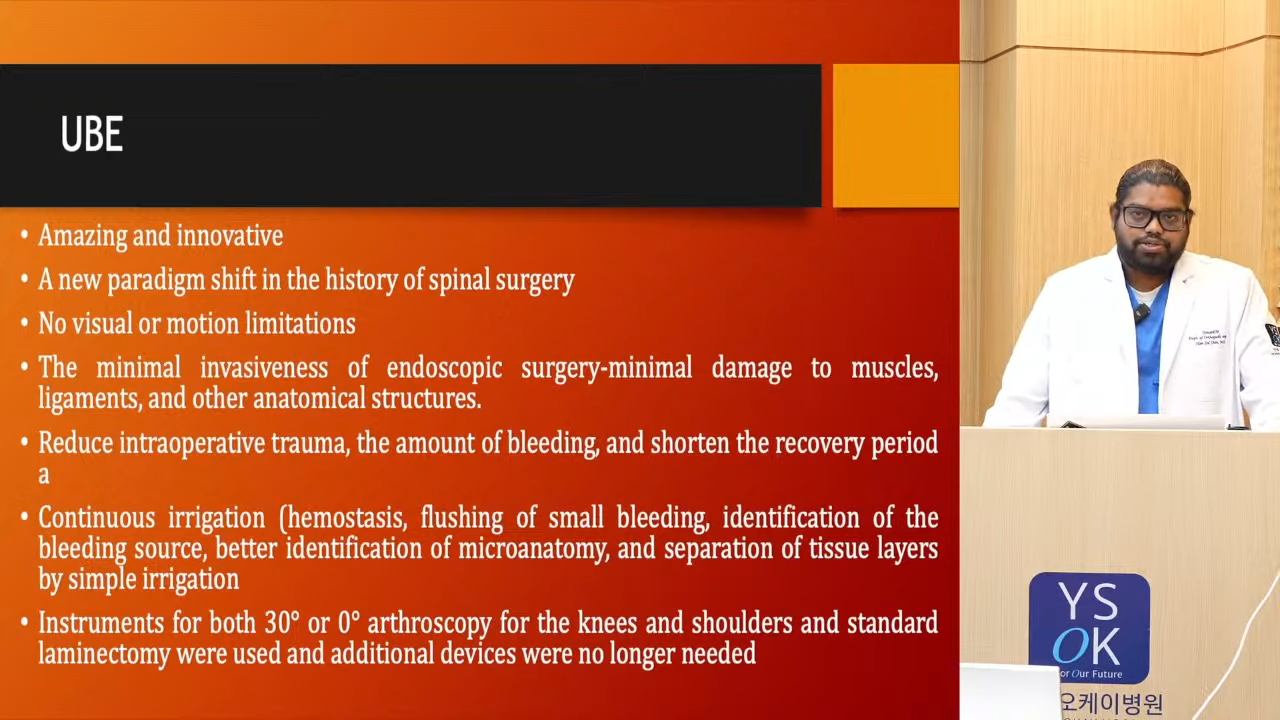 UBE
• Amazing and innovative
• A new paradigm shift in the history of spinal surgery
• No visual or motion limitations
• The minimal invasiveness of endoscopic surgery-minimal damage to muscles,
ligaments, and other anatomical structures.
• Reduce intraoperative trauma, the amount of bleeding, and shorten the recovery period
a
• Continuous irrigation (hemostasis, flushing of small bleeding, identification of the
bleeding source, better identification of microanatomy, and separation of tissue layers
by simple irrigation
• Instruments for both 30° or 0° arthroscopy for the knees and shoulders and standard
laminectomy were used and additional devices were no longer needed
YS
OK
or Our Future
오케이병원